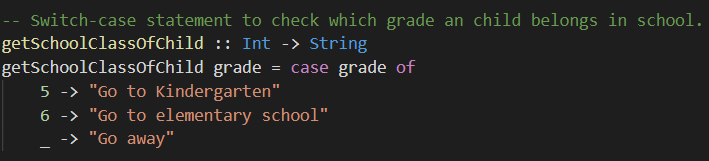 -- Switch-case statement to check which grade an child belongs in school.
getSchoolClassOfChild :: Int -> String
getSchoolClassOfChild grade = case grade of
    5 -> "Go to Kindergarten"
    6 -> "Go to elementary school"
    _ -> "Go away"